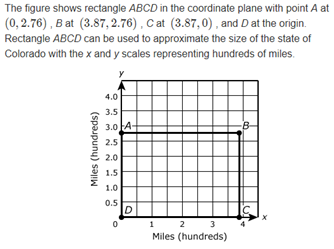 The figure shows rectangle ABCD in the coordinate plane with point A at
(0, 2.76) , B at (3.87, 2.76) , C at (3.87, 0) , and D at the origin.
Rectangle ABCD can be used to approximate the size of the state of
Colorado with the x and y scales representing hundreds of miles.
y
4.0
3.5
3.0 A B
2.5
2.0
1.5
1.0
0.5 D C
x
0 1 2 3 4
Miles (hundreds)
Miles (hundreds)